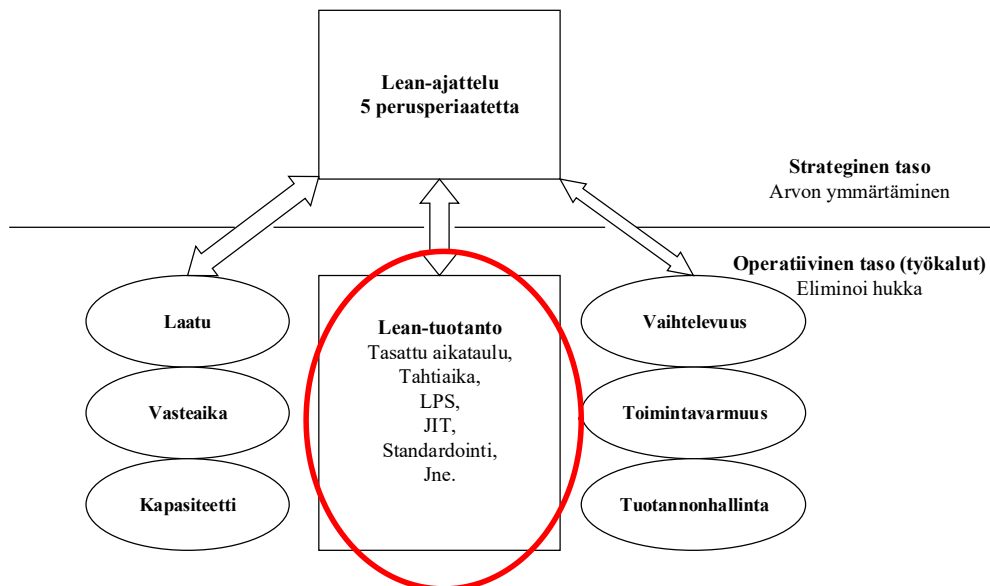 Lean-ajattelu
5 perusperiaatetta
Strateginen taso
Arvon ymmärtäminen
Operatiivinen taso (työkalut)
Eliminoi hukka
Laatu
Vasteaika
Kapasiteetti
Lean-tuotanto
Tasattu aikataulu,
Tahtiaika,
LPS,
JIT,
Standardointi,
Jne.
Vaihtelevuus
Toimintavarmuus
Tuotannonhallinta